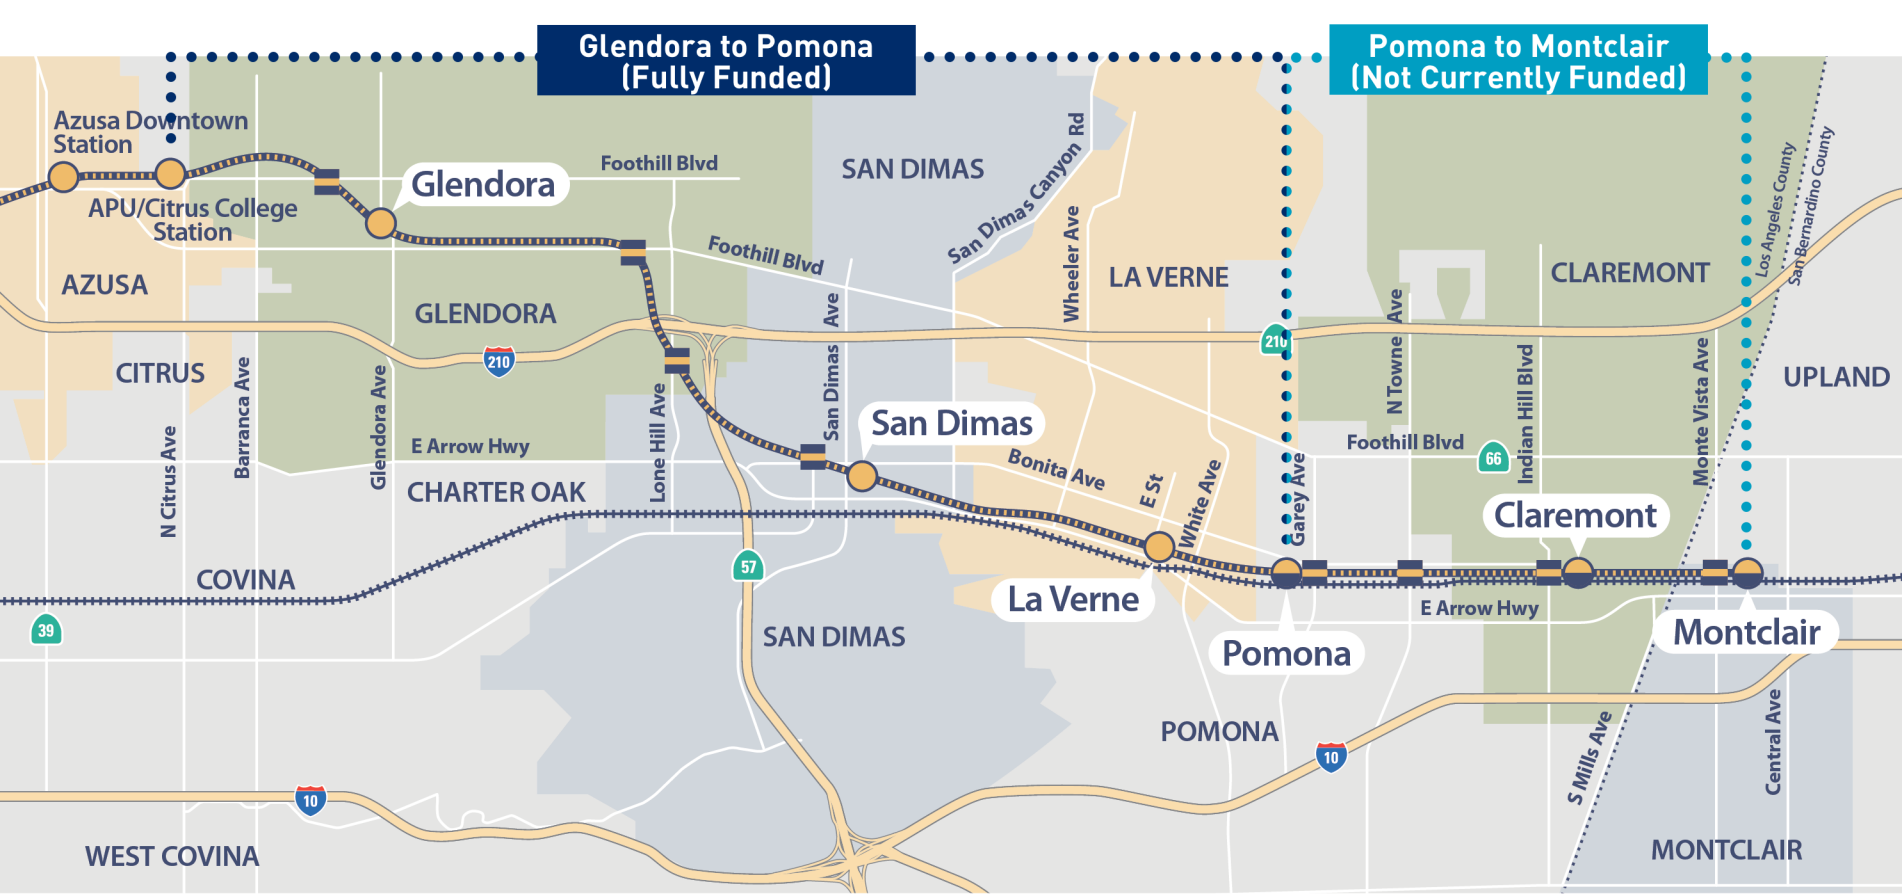 Glendora to Pomona
(Fully Funded)
Pomona to Montclair
(Not Currently Funded)
Azusa Downtown
Station
APU/Citrus College
Station
Glendora
Foothill Blvd
SAN DIMAS
San Dimas Canyon Rd
Wheeler Ave
LA VERNE
CLAREMONT
Los Angeles County
San Bernardino County
AZUSA
GLENDORA
Foothill Blvd
San Dimas Ave
210
210
N Towne Ave
Indian Hill Blvd
Monte Vista Ave
UPLAND
CITRUS
N Citrus Ave
Barranca Ave
Glendora Ave
E Arrow Hwy
CHARTER OAK
Lone Hill Ave
San Dimas
Bonita Ave
E St
White Ave
Garey Ave
Foothill Blvd
66
Claremont
COVINA
39
57
La Verne
E Arrow Hwy
SAN DIMAS
Pomona
Montclair
POMONA
10
S Mills Ave
Central Ave
10
WEST COVINA
MONTCLAIR